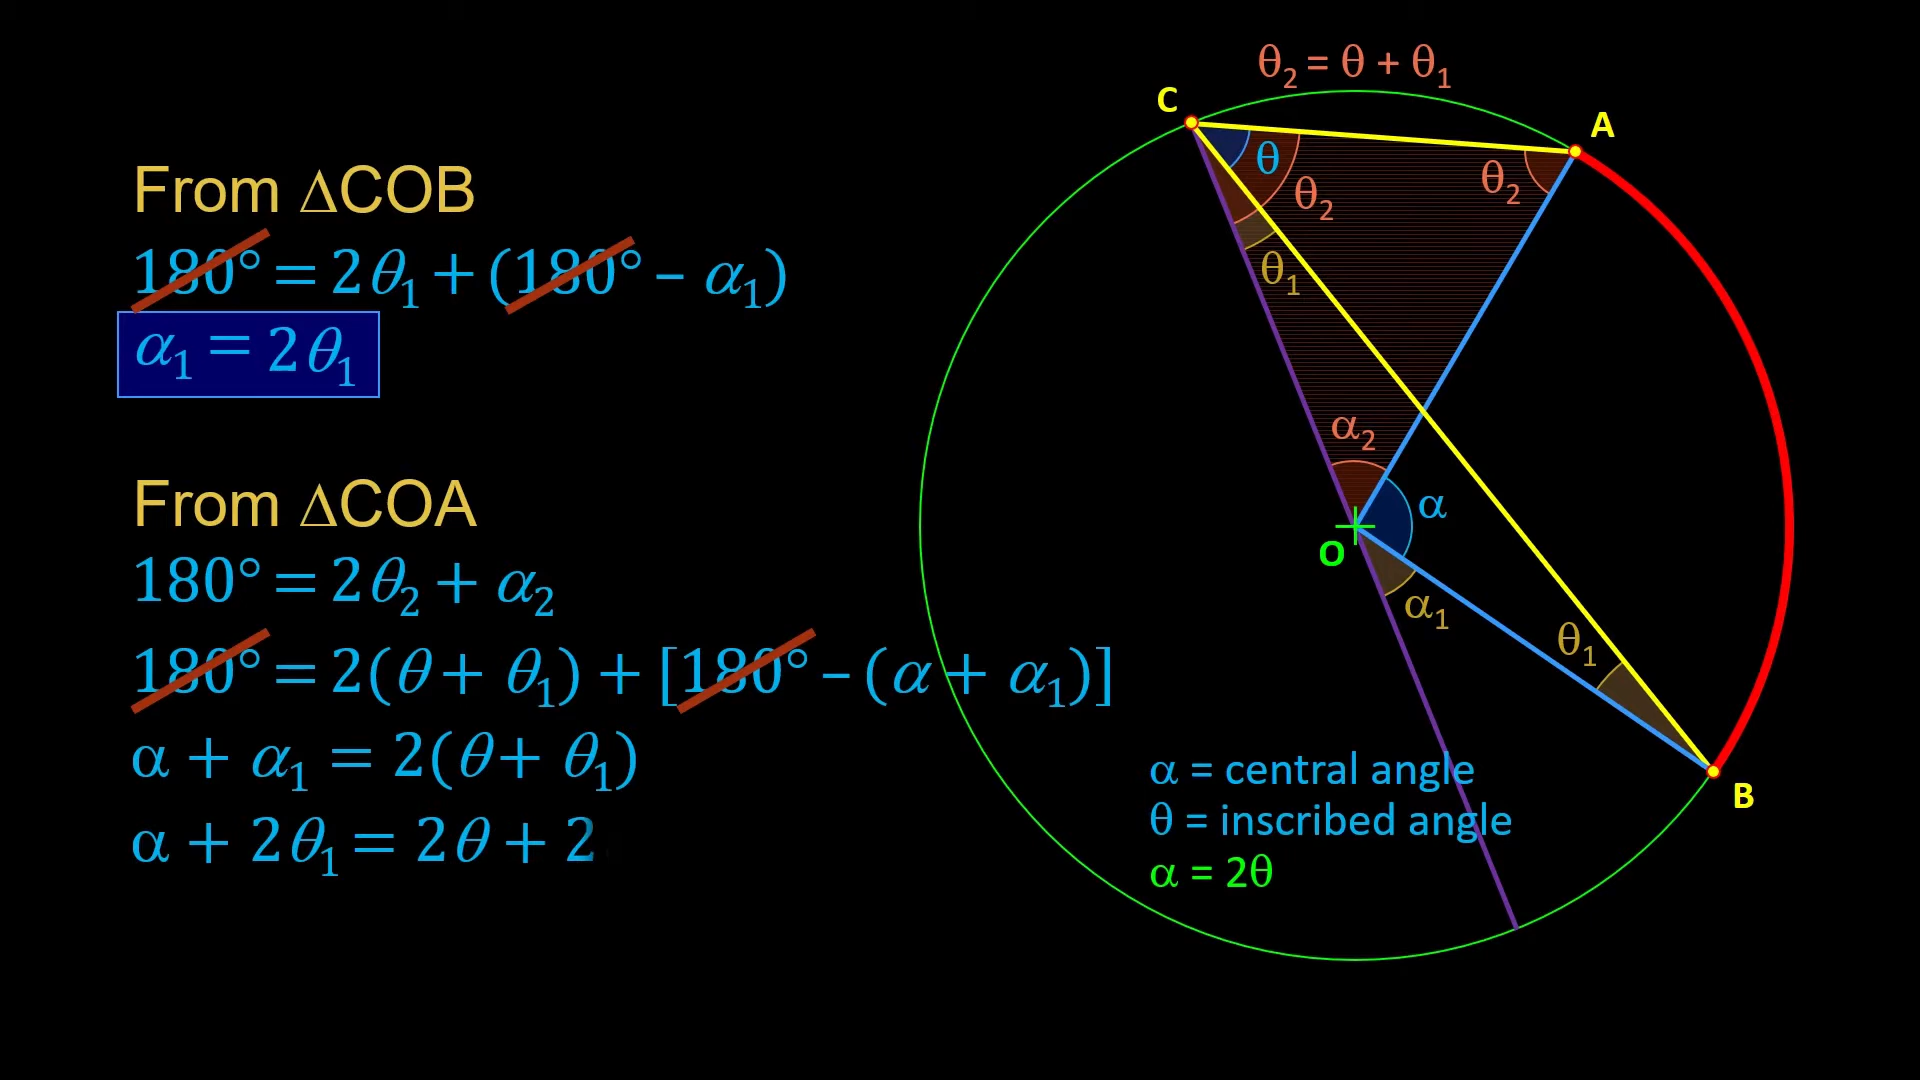 From ΔCOB
180° = 2θ₁ + (180° – α₁)
α₁ = 2θ₁
From ΔCOA
180° = 2θ₂ + α₂
180° = 2(θ + θ₁) + [180° – (α + α₁)]
α + α₁ = 2(θ + θ₁)
α + 2θ₁ = 2θ + 2
θ₂ = θ + θ₁
C
A
θ
θ₂
θ₂
θ₁
α₂
α
O
α₁
θ₁
B
α = central angle
θ = inscribed angle
α = 2θ